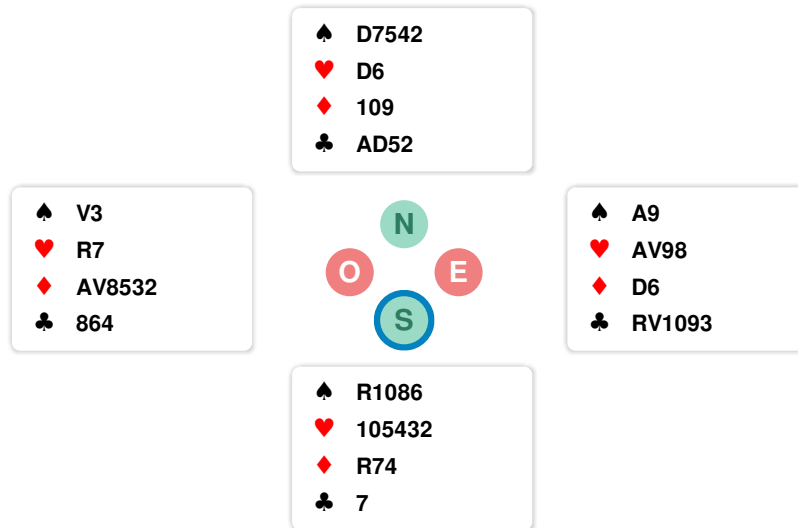 ♠ D7542
♥ D6
♦ 109
♣ AD52
♠ V3
♥ R7
♦ AV8532
♣ 864
N
O E
S
♠ A9
♥ AV98
♦ D6
♣ RV1093
♠ R1086
♥ 105432
♦ R74
♣ 7